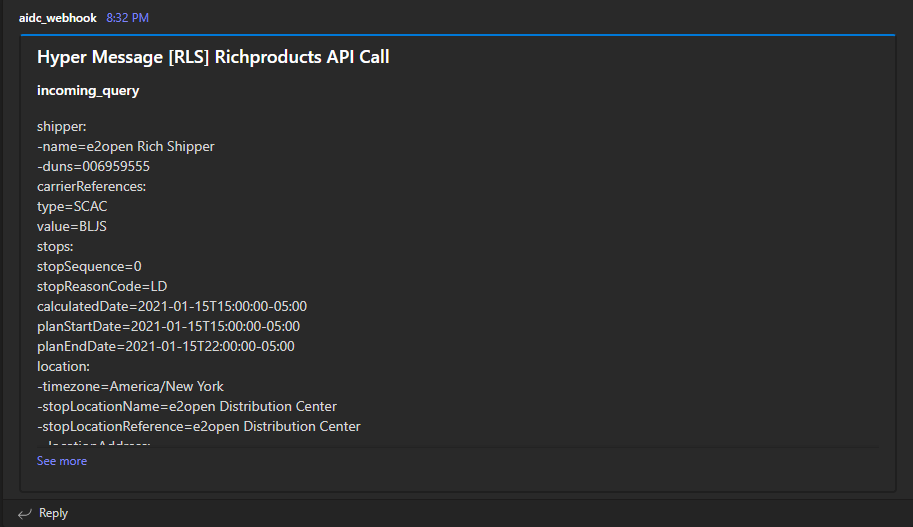 aidc_webhook 8:32 PM
Hyper Message [RLS] Richproducts API Call
incoming_query
shipper:
-name=e2open Rich Shipper
-duns=006959555
carrierReferences:
type=SCAC
value=BLJS
stops:
stopSequence=0
stopReasonCode=LD
calculatedDate=2021-01-15T15:00:00-05:00
planStartDate=2021-01-15T15:00:00-05:00
planEndDate=2021-01-15T22:00:00-05:00
location:
-timezone=America/New York
-stopLocationName=e2open Distribution Center
-stopLocationReference=e2open Distribution Center
--locationAddress:
See more
Reply